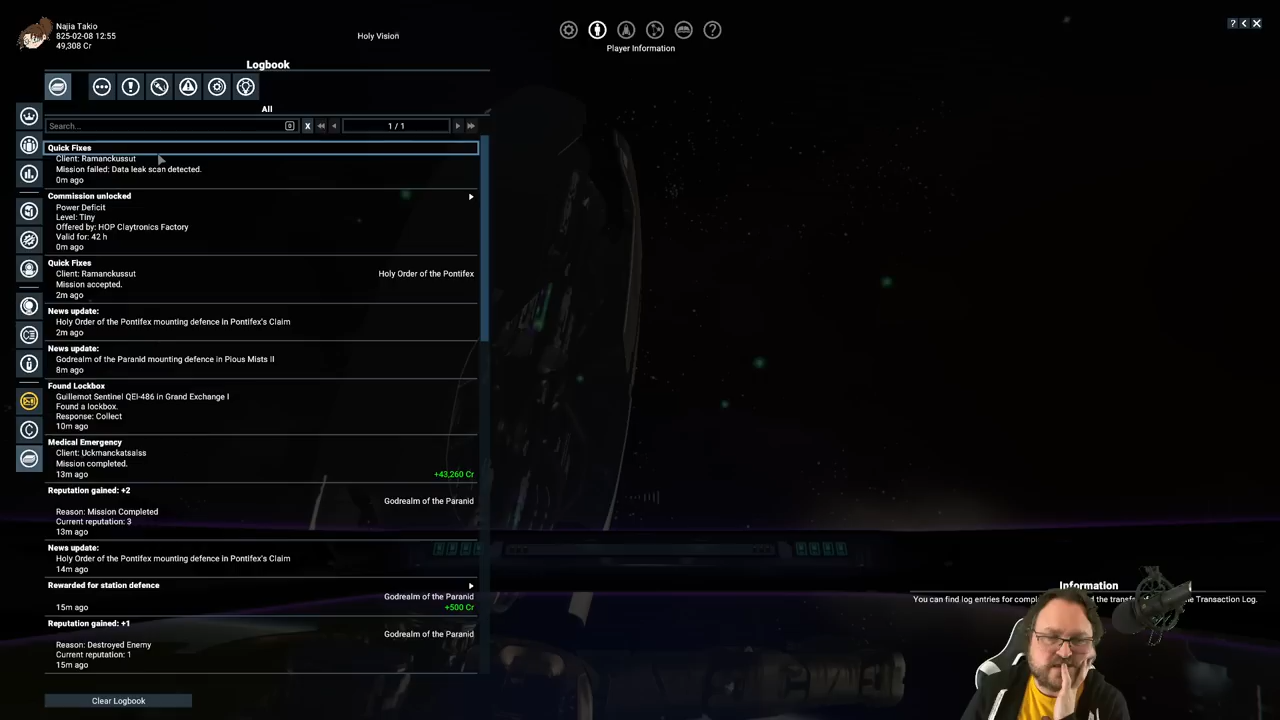 Najia Takio
825-02-08 12:55
49,308 Cr
Holy Vision
?
Player Information
? < X
Logbook
All
Search...
0
X
1 / 1
Quick Fixes
Client: Ramanckussut
Mission failed: Data leak scan detected.
0m ago
Commission unlocked
Power Deficit
Level: Tiny
Offered by: HOP Claytronics Factory
Valid for: 42 h
0m ago
Quick Fixes
Client: Ramanckussut
Holy Order of the Pontifex
Mission accepted.
2m ago
News update:
Holy Order of the Pontifex mounting defence in Pontifex's Claim
2m ago
News update:
Godrealm of the Paranid mounting defence in Pious Mists II
8m ago
Found Lockbox
Guillemot Sentinel QEI-486 in Grand Exchange I
Found a lockbox.
Response: Collect
10m ago
Medical Emergency
Client: Uckmanckatsaiss
Mission completed.
13m ago
+43,260 Cr
Reputation gained: +2
Godrealm of the Paranid
Reason: Mission Completed
Current reputation: 3
13m ago
News update:
Holy Order of the Pontifex mounting defence in Pontifex's Claim
14m ago
Rewarded for station defence
Godrealm of the Paranid
15m ago
+500 Cr
Reputation gained: +1
Godrealm of the Paranid
Reason: Destroyed Enemy
Current reputation: 1
15m ago
Clear Logbook
Information
You can find log entries for compl
d the transfe
e Transaction Log.